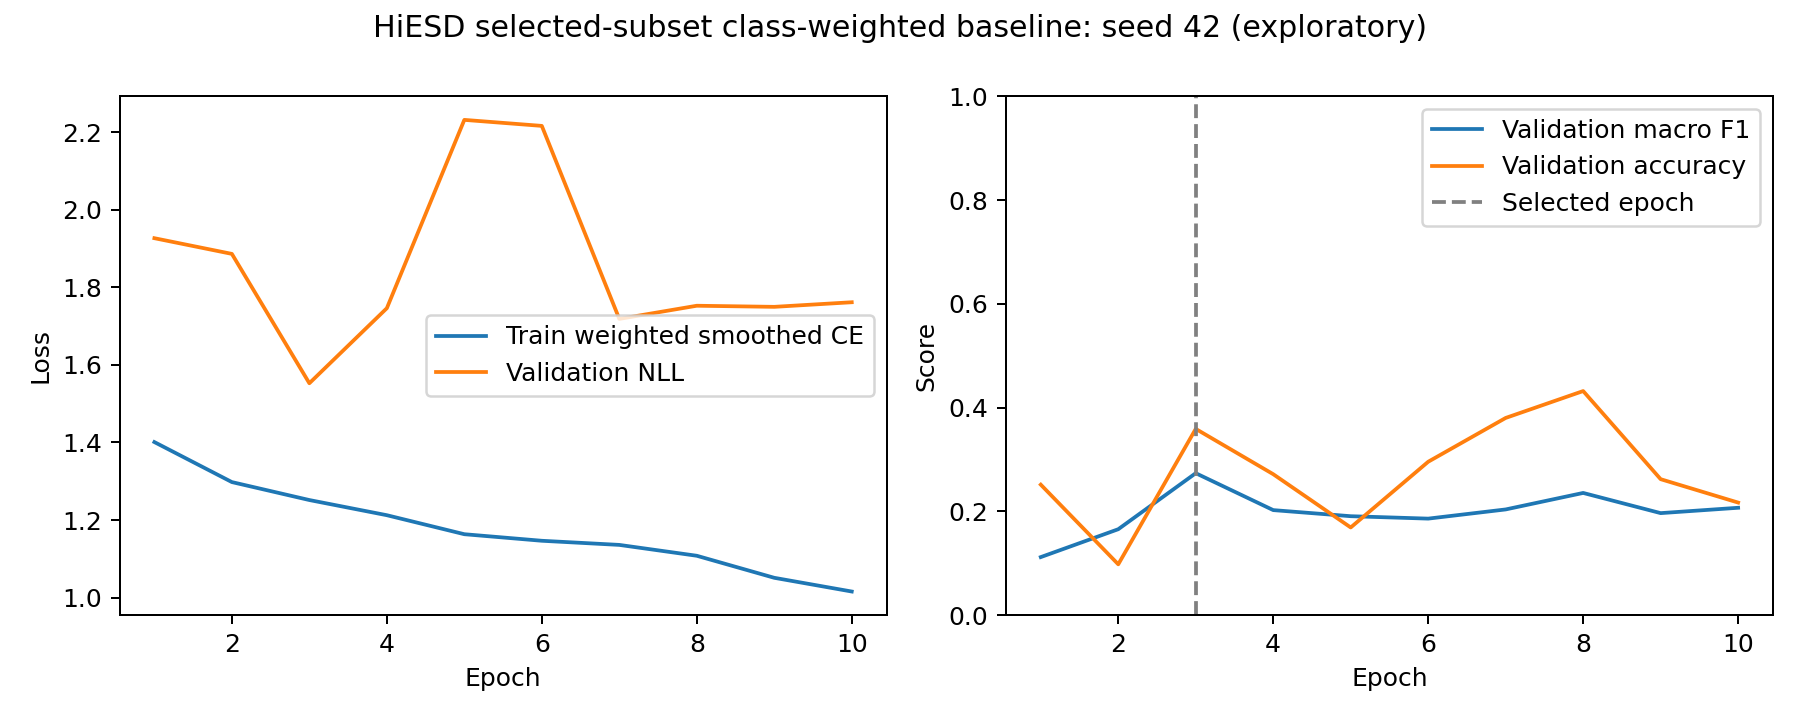 HiESD selected-subset class-weighted baseline: seed 42 (exploratory)
2.2
2.0
1.8
1.6
1.4
1.2
1.0
Loss
2
4
6
8
10
Epoch
Train weighted smoothed CE
Validation NLL
1.0
0.8
0.6
0.4
0.2
0.0
Score
2
4
6
8
10
Epoch
Validation macro F1
Validation accuracy
Selected epoch